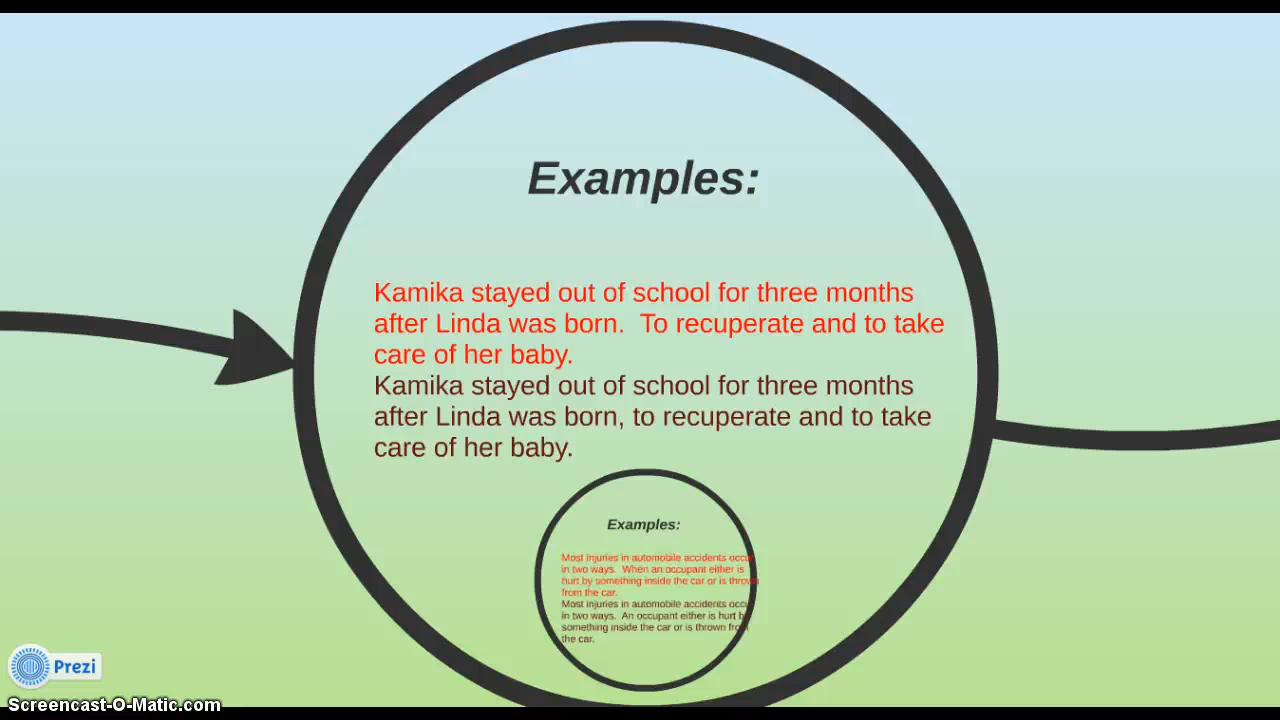 Examples:
Kamika stayed out of school for three months
after Linda was born.  To recuperate and to take
care of her baby.
Kamika stayed out of school for three months
after Linda was born, to recuperate and to take
care of her baby.
Examples:
Most injuries in automobile accidents occur
in two ways.  When an occupant either is
hurt by something inside the car or is thrown
from the car.
Most injuries in automobile accidents occur
in two ways.  An occupant either is hurt by
something inside the car or is thrown from
the car.
Prezi
Screencast-O-Matic.com